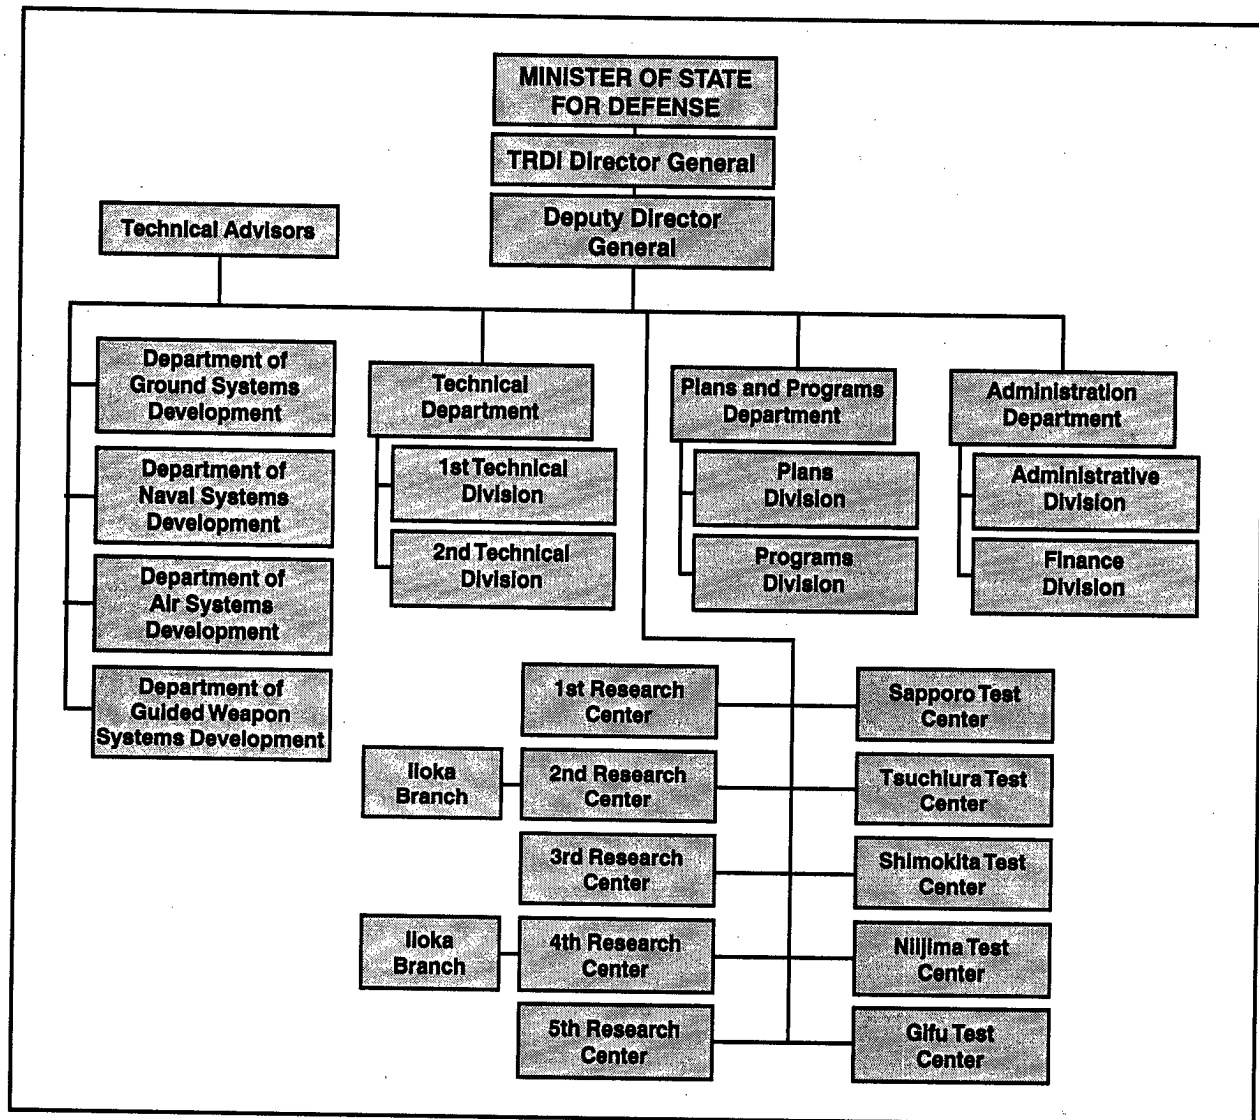 MINISTER OF STATE
FOR DEFENSE
TRDI Director General
Deputy Director
General
Technical Advisors
Department of
Ground Systems
Development
Department of
Naval Systems
Development
Department of
Air Systems
Development
Department of
Guided Weapon
Systems Development
Technical
Department
1st Technical
Division
2nd Technical
Division
Plans and Programs
Department
Plans
Division
Programs
Division
Administration
Department
Administrative
Division
Finance
Division
1st Research
Center
Sapporo Test
Center
Iioka
Branch
2nd Research
Center
Tsuchiura Test
Center
3rd Research
Center
Shimokita Test
Center
Iioka
Branch
4th Research
Center
Niijima Test
Center
5th Research
Center
Gifu Test
Center